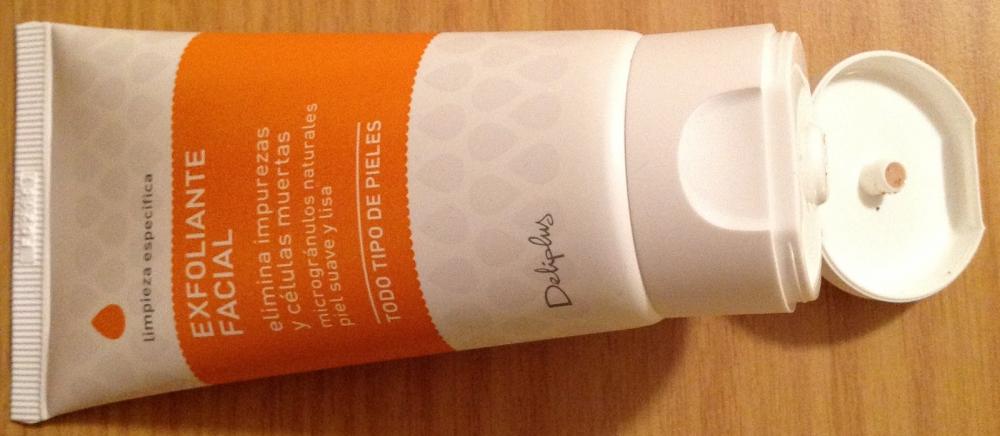 limpieza específica
EXFOLIANTE
FACIAL
elimina impurezas
y células muertas
microgránulos naturales
piel suave y lisa
TODO TIPO DE PIELES
Deliplus